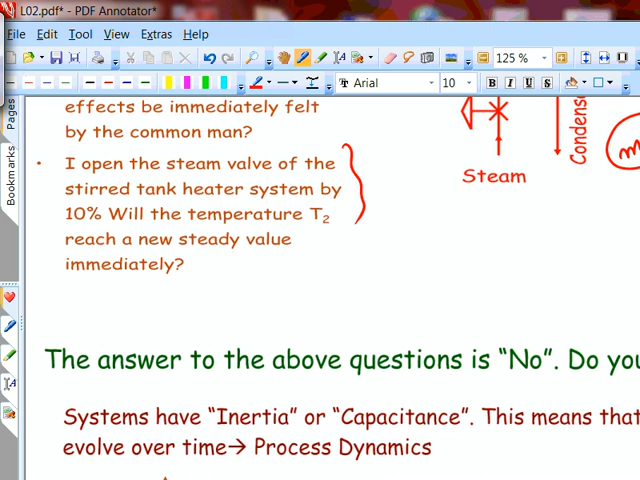 L02.pdf* - PDF Annotator*
File Edit View Tool Extras Help
125 %
Arial 10 B I U S
Pages
Bookmarks
effects be immediately felt
by the common man?
• I open the steam valve of the
stirred tank heater system by
10% Will the temperature T₂
reach a new steady value
immediately?
Steam
Condens
m
The answer to the above questions is “No”. Do you
Systems have “Inertia” or “Capacitance”. This means that
evolve over time→ Process Dynamics